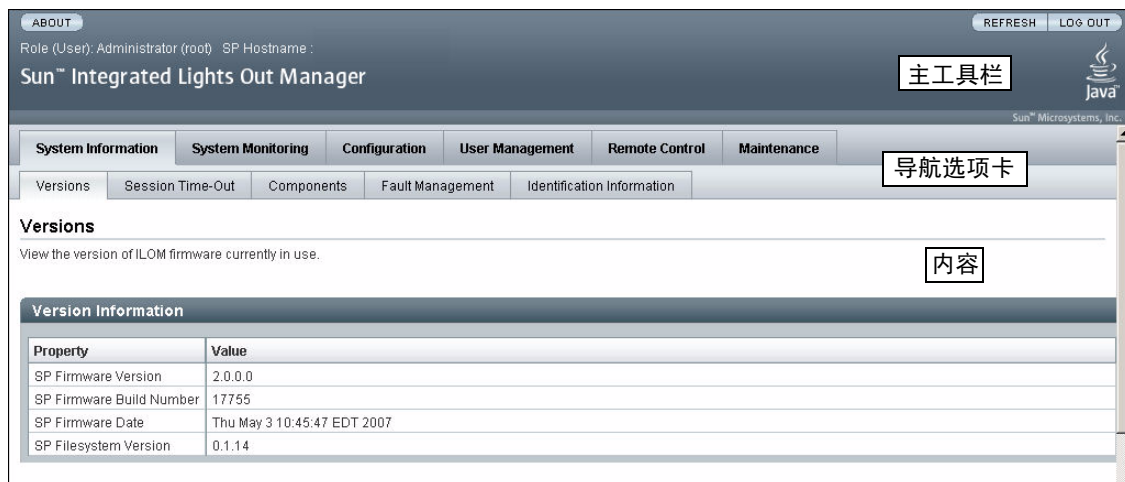 ABOUT
REFRESH LOG OUT
Role (User): Administrator (root) SP Hostname :
Sun™ Integrated Lights Out Manager
主工具栏
Java™
Sun™ Microsystems, Inc.
System Information System Monitoring Configuration User Management Remote Control Maintenance
导航选项卡
Versions Session Time-Out Components Fault Management Identification Information
Versions
View the version of ILOM firmware currently in use.
内容
Version Information
Property Value
SP Firmware Version 2.0.0.0
SP Firmware Build Number 17755
SP Firmware Date Thu May 3 10:45:47 EDT 2007
SP Filesystem Version 0.1.14